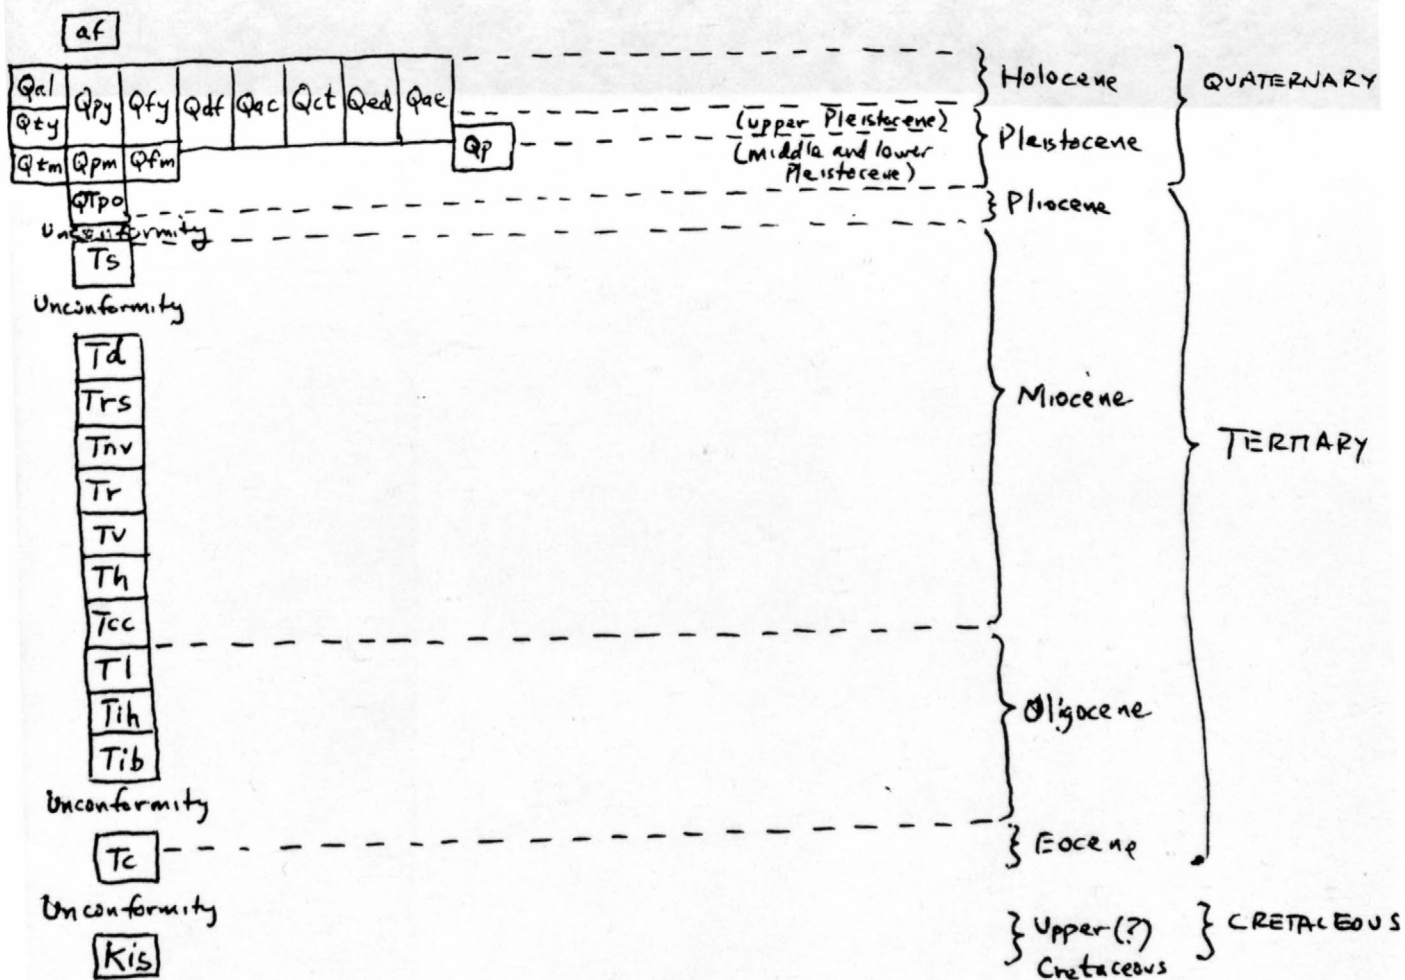 af
Qal Qpy Qfy Qdf Qac Qct Qed Qae Holocene QUATERNARY
Qty (upper Pleistocene)
Qtm Qpm Qfm Qp (middle and lower Pleistocene
Pleistocene)
QTpo Pliocene
Unconformity
Ts
Unconformity
Td
Trs Miocene
Tnv TERTIARY
Tr
Tv
Th
Tcc
Tl
Tih Oligocene
Tib
Unconformity
Tc Eocene
Unconformity
Kis Upper(?) CRETACEOUS
Cretaceous